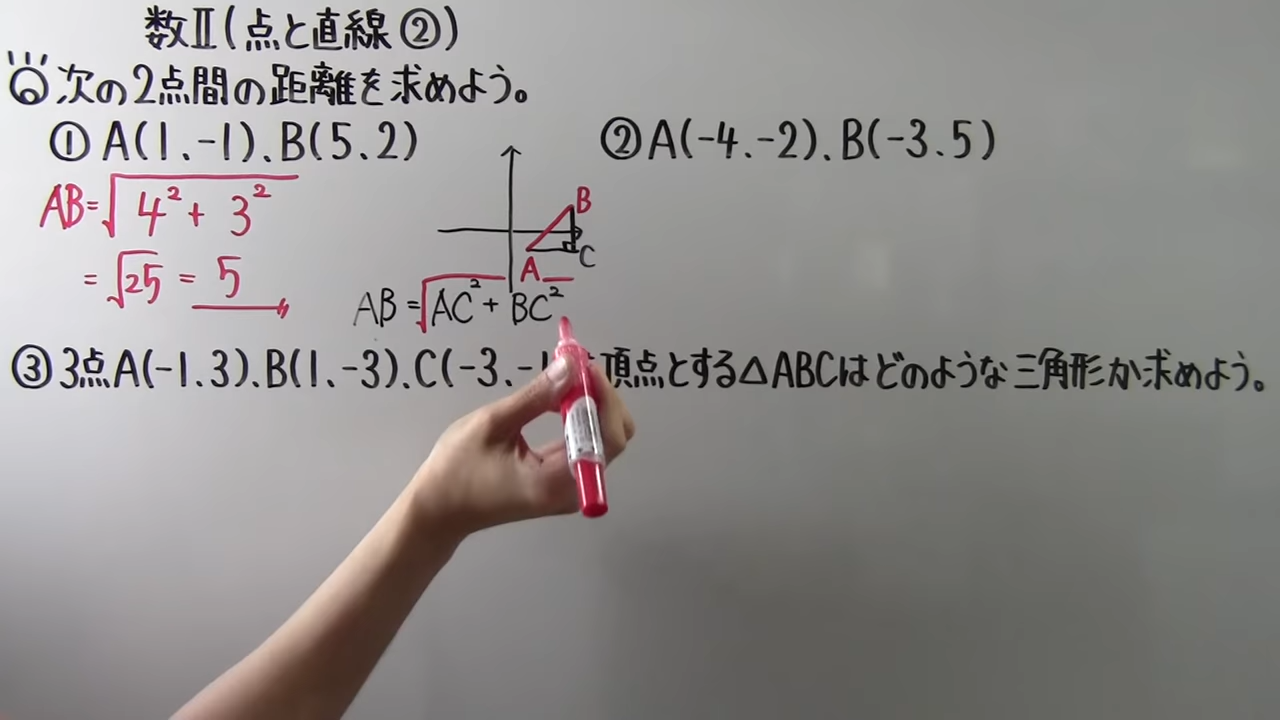 数Ⅱ(点と直線②)
次の2点間の距離を求めよう。
①A(1.-1).B(5.2)
②A(-4.-2).B(-3.5)
AB=√4²+3²
=√25=5
B
C
A
AB=√AC²+BC²
③3点A(-1.3).B(1.-3).C(-3.-1 頂点とする△ABCはどのような三角形か求めよう。